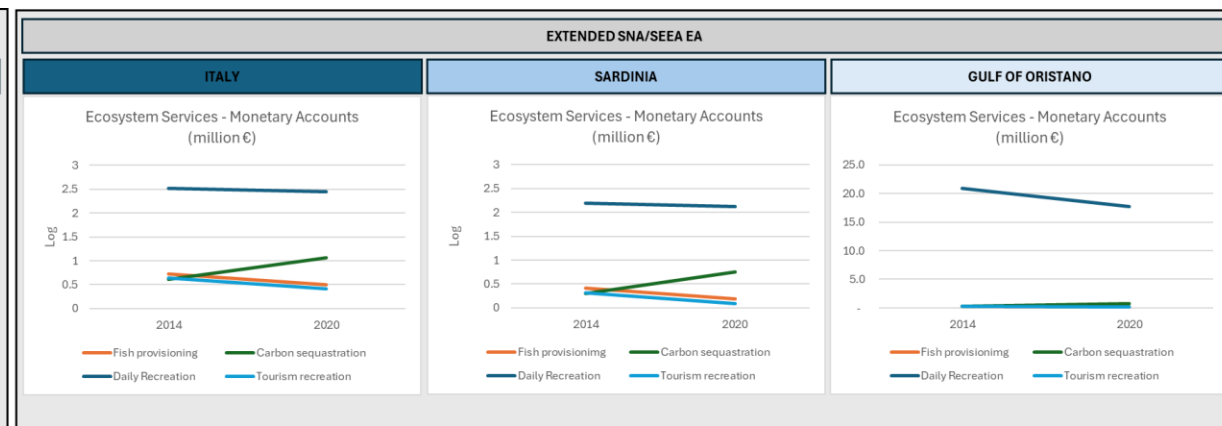 EXTENDED SNA/SEEA EA
ITALY
Ecosystem Services - Monetary Accounts
(million €)
3
2.5
2
1.5
1
0.5
0
Log
2014
2020
Fish provisioning
Carbon sequastration
Daily Recreation
Tourism recreation
SARDINIA
Ecosystem Services - Monetary Accounts
(million €)
3
2.5
2
1.5
1
0.5
0
Log
2014
2020
Fish provisionimg
Carbon sequastration
Daily Recreation
Tourism recreation
GULF OF ORISTANO
Ecosystem Services - Monetary Accounts
(million €)
25.0
20.0
15.0
10.0
5.0
-
2014
2020
Fish provisioning
Carbon sequastration
Daily Recreation
Tourism recreation